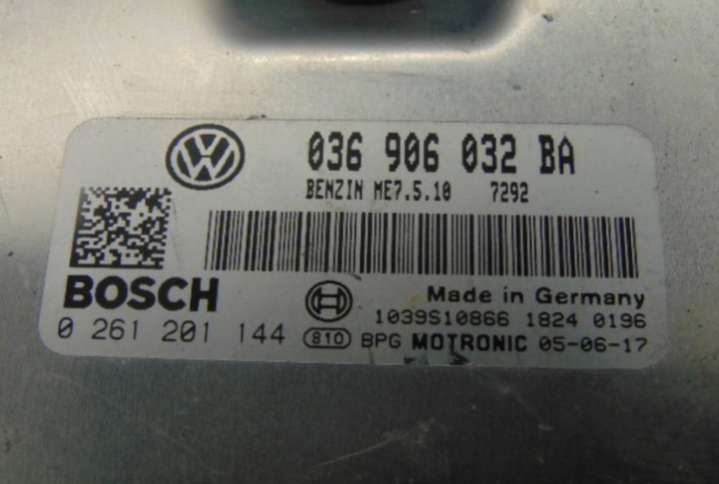 VW 036 906 032 BA
BENZIN ME7.5.10 7292
BOSCH Made in Germany
1039S10866 1824 0196
0 261 201 144 810 BPG MOTRONIC 05-06-17